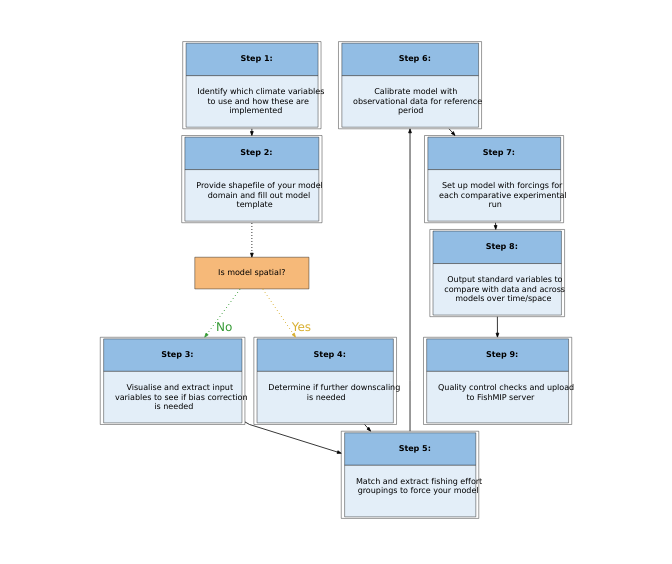 Step 1:
Identify which climate variables
to use and how these are
implemented
Step 2:
Provide shapefile of your model
domain and fill out model
template
Is model spatial?
No
Yes
Step 3:
Visualise and extract input
variables to see if bias correction
is needed
Step 4:
Determine if further downscaling
is needed
Step 5:
Match and extract fishing effort
groupings to force your model
Step 6:
Calibrate model with
observational data for reference
period
Step 7:
Set up model with forcings for
each comparative experimental
run
Step 8:
Output standard variables to
compare with data and across
models over time/space
Step 9:
Quality control checks and upload
to FishMIP server